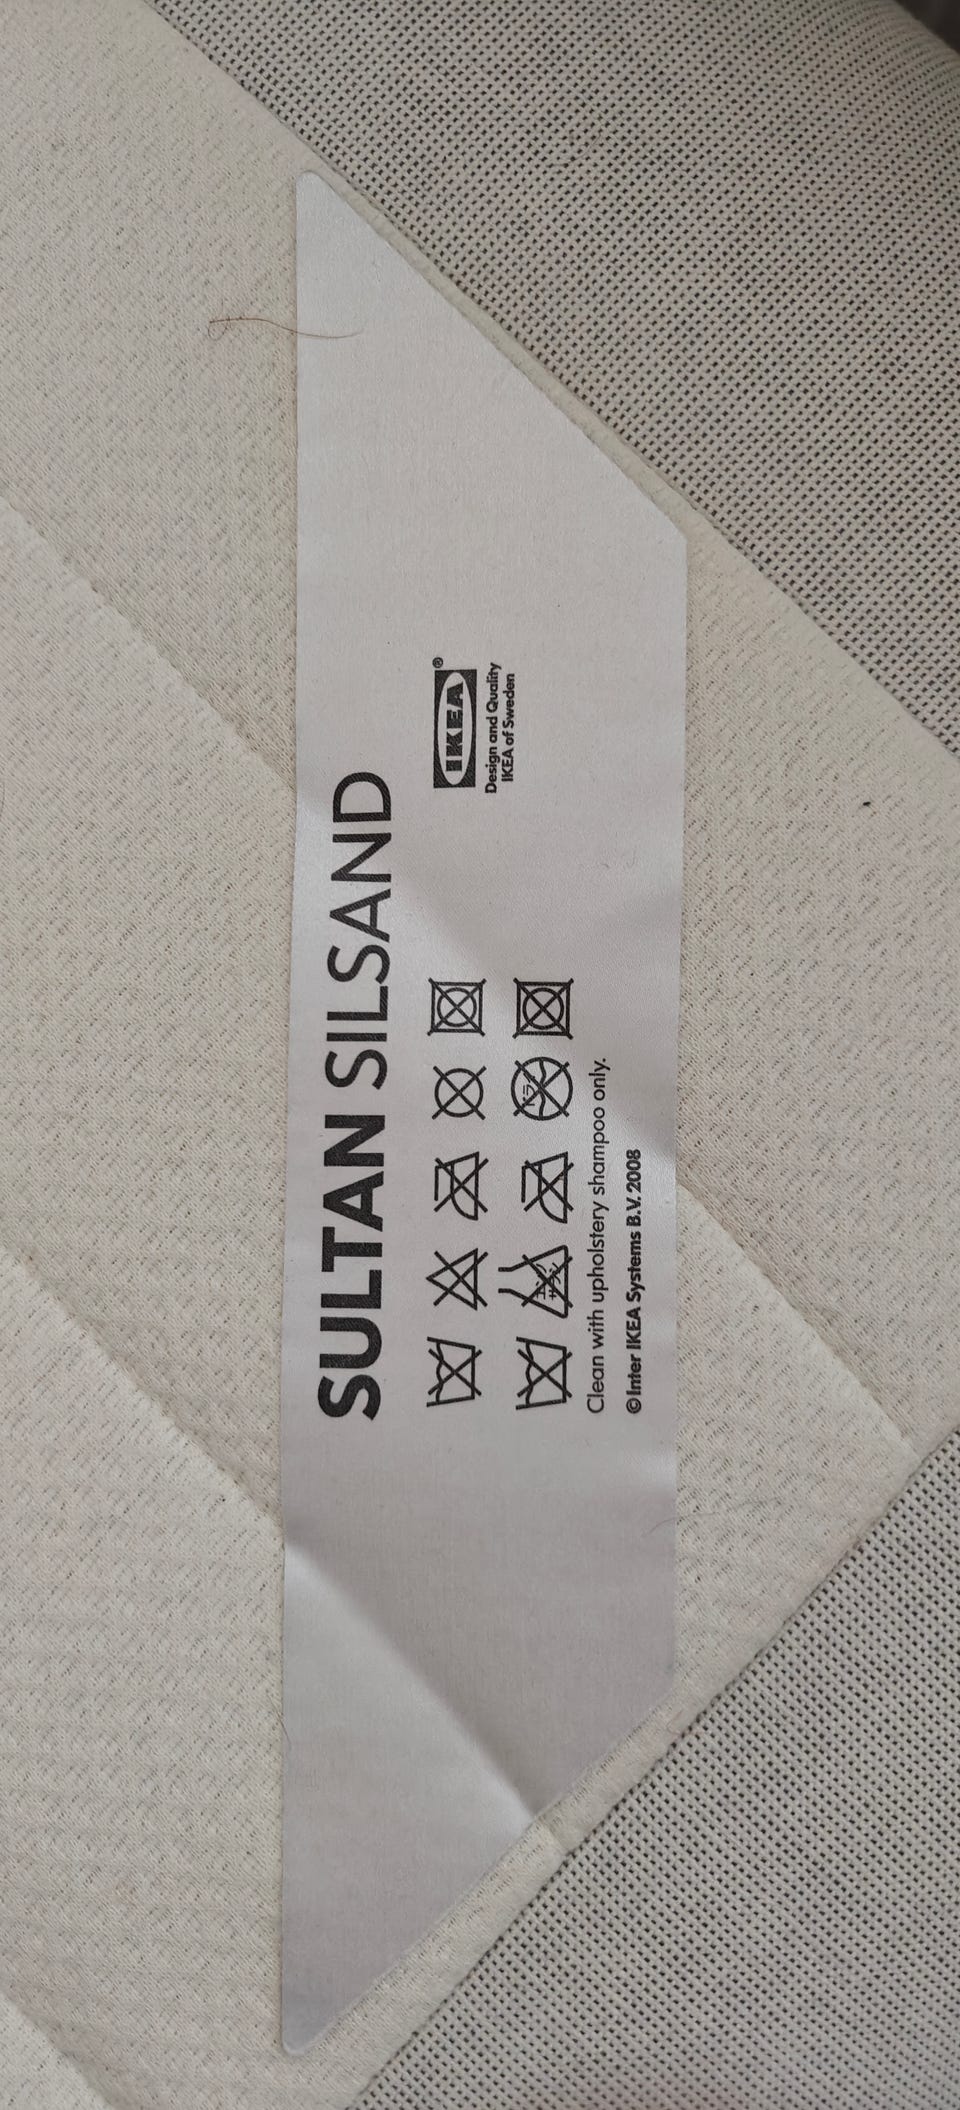 SULTAN SILSAND
IKEA®
Design and Quality
IKEA of Sweden
Clean with upholstery shampoo only.
© Inter IKEA Systems B.V. 2008